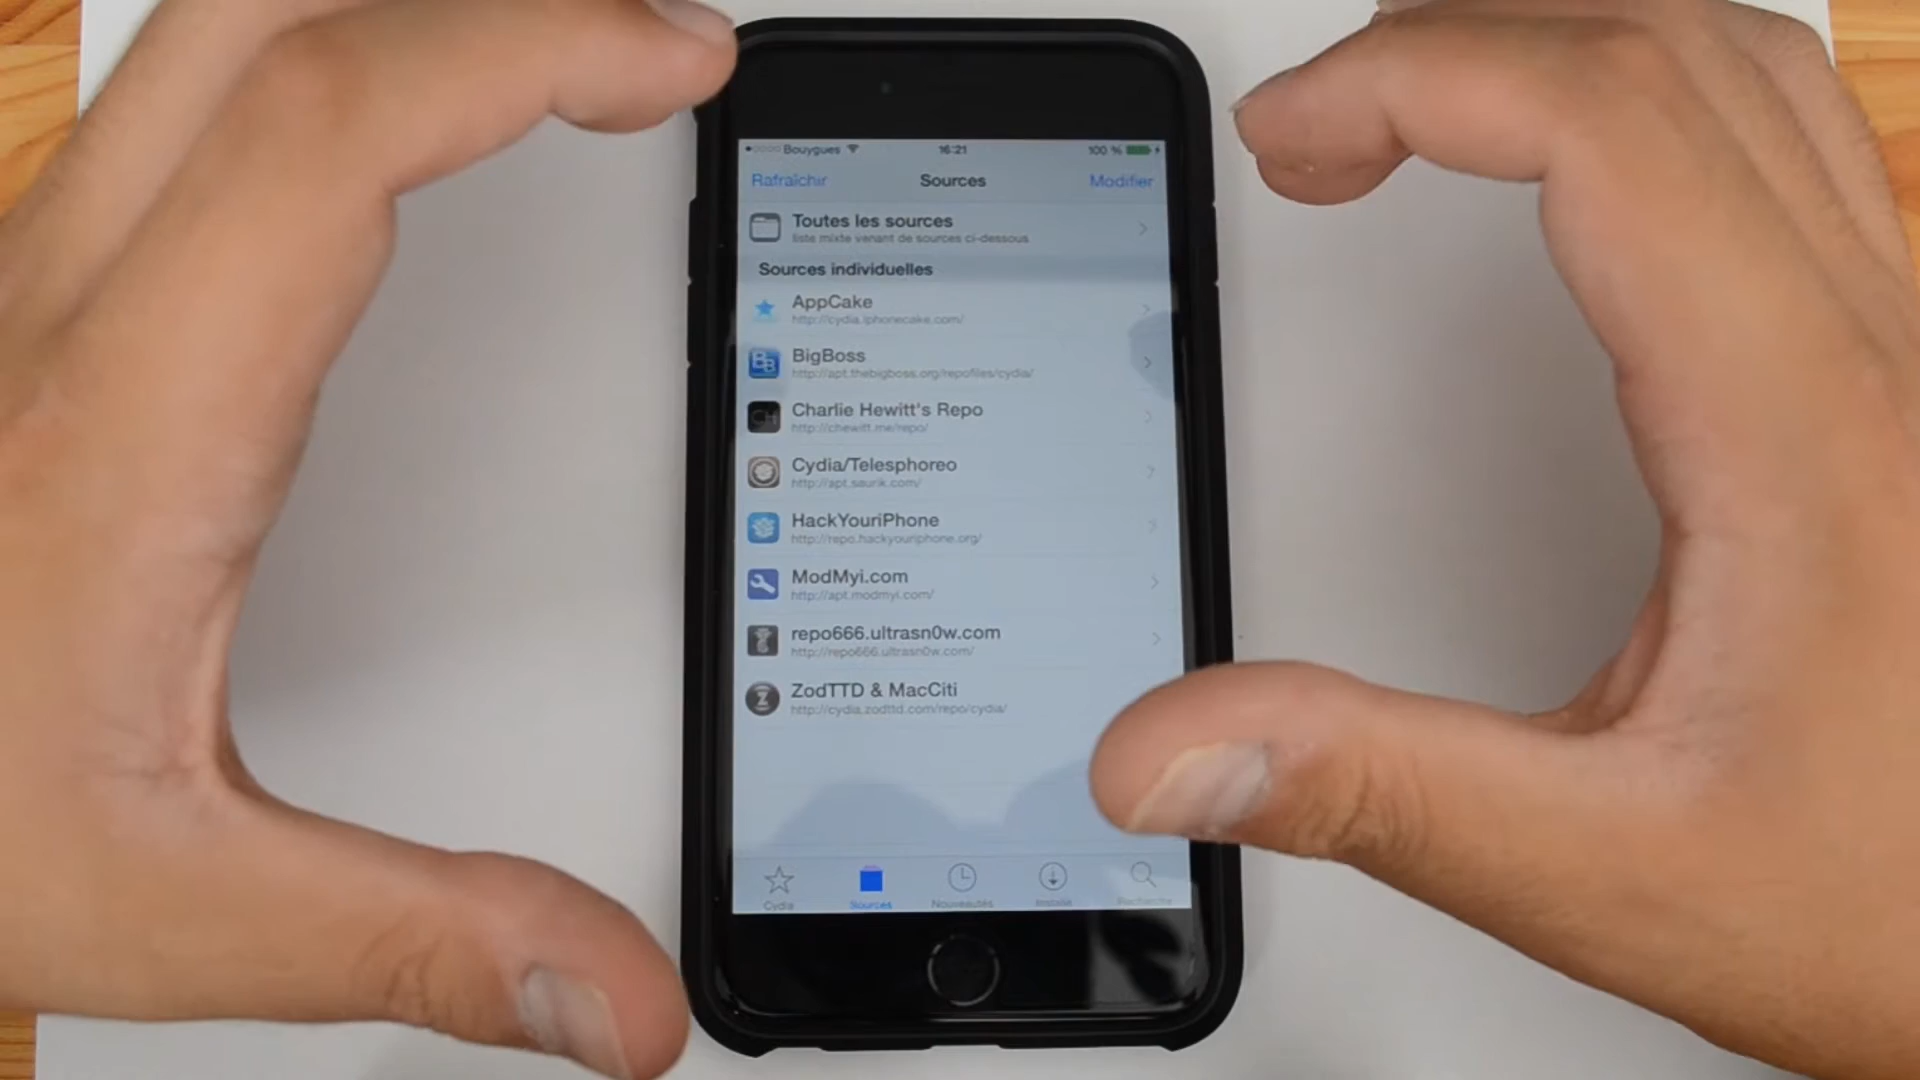 Bouygues 16:21 100 %
Rafraîchir Sources Modifier
Toutes les sources
liste mixte venant de sources ci-dessous
Sources individuelles
AppCake
http://cydia.iphonecake.com/
BB
BigBoss
http://apt.thebigboss.org/repofiles/cydia/
CH
Charlie Hewitt's Repo
http://chewitt.me/repo/
Cydia/Telesphoreo
http://apt.saurik.com/
HackYouriPhone
http://repo.hackyouriphone.org/
ModMyi.com
http://apt.modmyi.com/
repo666.ultrasn0w.com
http://repo666.ultrasn0w.com/
Z
ZodTTD & MacCiti
http://cydia.zodttd.com/repo/cydia/
Cydia Sources Nouveautés Installé Recherche